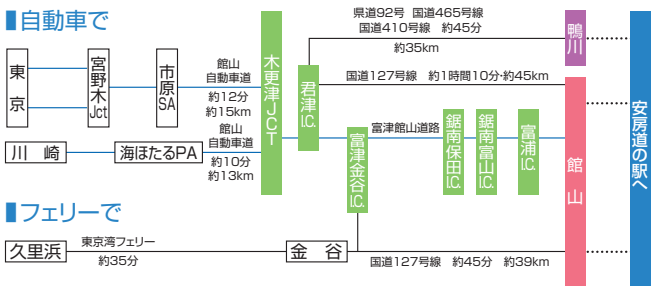 自動車で
東京
宮野木Jct
市原SA
館山
自動車道
約12分
約15km
川崎
海ほたるPA
館山
自動車道
約10分
約13km
木更津JCT
君津I.C.
県道92号 国道465号線
国道410号線 約45分
約35km
鴨川
国道127号線 約1時間10分・約45km
富津金谷I.C.
富津館山道路
鋸南保田I.C.
鋸南富山I.C.
富浦I.C.
館山
安房道の駅へ
フェリーで
久里浜
東京湾フェリー
約35分
金谷
国道127号線 約45分 約39km